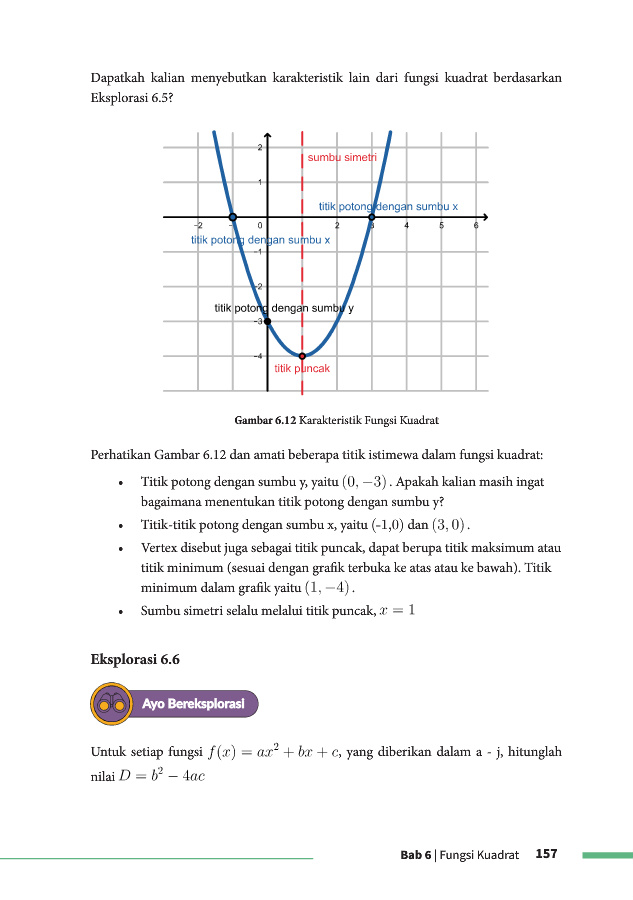 Dapatkah kalian menyebutkan karakteristik lain dari fungsi kuadrat berdasarkan
Eksplorasi 6.5?
2
sumbu simetri
1
titik potong dengan sumbu x
−2
0
2
4
5
6
titik potong dengan sumbu x
−1
−2
titik potong dengan sumbu y
−3
−4
titik puncak
Gambar 6.12 Karakteristik Fungsi Kuadrat
Perhatikan Gambar 6.12 dan amati beberapa titik istimewa dalam fungsi kuadrat:
• Titik potong dengan sumbu y, yaitu (0, −3). Apakah kalian masih ingat
bagaimana menentukan titik potong dengan sumbu y?
• Titik-titik potong dengan sumbu x, yaitu (-1,0) dan (3, 0).
• Vertex disebut juga sebagai titik puncak, dapat berupa titik maksimum atau
titik minimum (sesuai dengan grafik terbuka ke atas atau ke bawah). Titik
minimum dalam grafik yaitu (1, −4).
• Sumbu simetri selalu melalui titik puncak, x = 1
Eksplorasi 6.6
Ayo Bereksplorasi
Untuk setiap fungsi f(x) = ax² + bx + c, yang diberikan dalam a - j, hitunglah
nilai D = b² − 4ac
Bab 6 | Fungsi Kuadrat 157